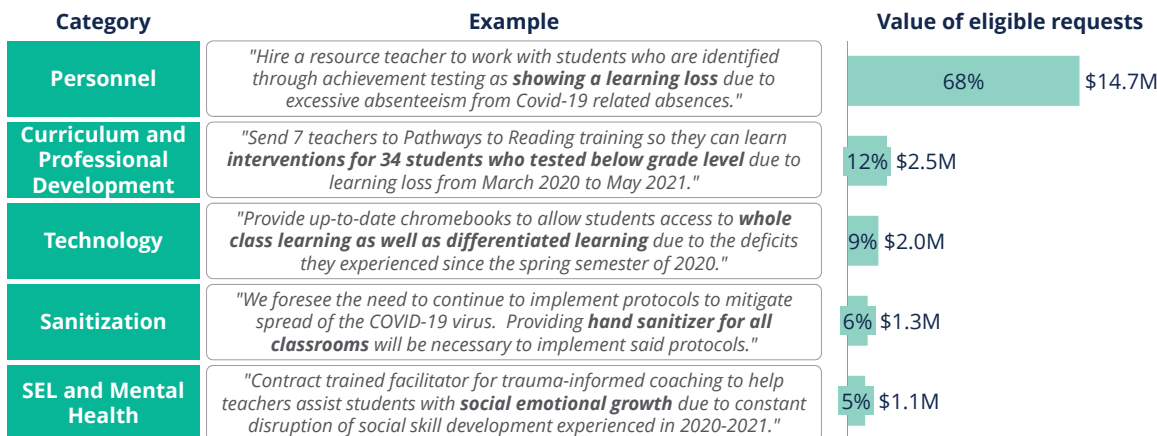 Category Example Value of eligible requests
Personnel
"Hire a resource teacher to work with students who are identified
through achievement testing as showing a learning loss due to
excessive absenteeism from Covid-19 related absences."
68% $14.7M
Curriculum and
Professional
Development
"Send 7 teachers to Pathways to Reading training so they can learn
interventions for 34 students who tested below grade level due to
learning loss from March 2020 to May 2021."
12% $2.5M
Technology
"Provide up-to-date chromebooks to allow students access to whole
class learning as well as differentiated learning due to the deficits
they experienced since the spring semester of 2020."
9% $2.0M
Sanitization
"We foresee the need to continue to implement protocols to mitigate
spread of the COVID-19 virus.  Providing hand sanitizer for all
classrooms will be necessary to implement said protocols."
6% $1.3M
SEL and Mental
Health
"Contract trained facilitator for trauma-informed coaching to help
teachers assist students with social emotional growth due to constant
disruption of social skill development experienced in 2020-2021."
5% $1.1M